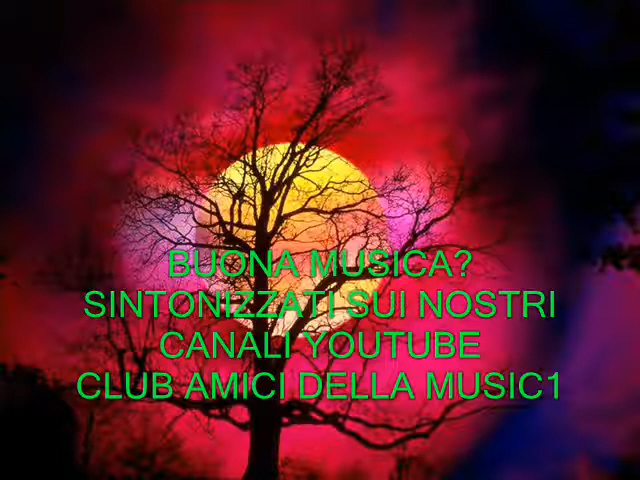 BUONA MUSICA?
SINTONIZZATI SUI NOSTRI
CANALI YOUTUBE
CLUB AMICI DELLA MUSIC1